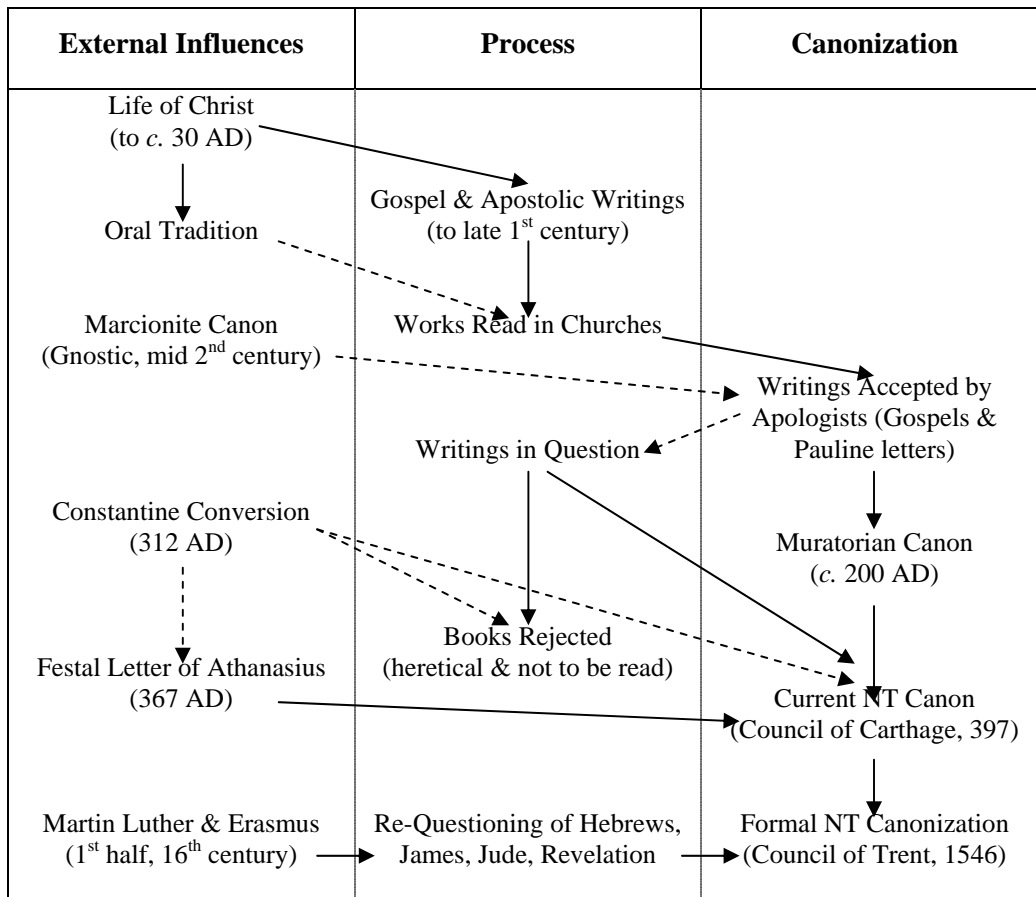 External Influences
Process
Canonization
Life of Christ
(to c. 30 AD)
Gospel & Apostolic Writings
(to late 1st century)
Oral Tradition
Marcionite Canon
(Gnostic, mid 2nd century)
Works Read in Churches
Writings Accepted by
Apologists (Gospels &
Pauline letters)
Writings in Question
Constantine Conversion
(312 AD)
Muratorian Canon
(c. 200 AD)
Books Rejected
(heretical & not to be read)
Festal Letter of Athanasius
(367 AD)
Current NT Canon
(Council of Carthage, 397)
Martin Luther & Erasmus
(1st half, 16th century)
Re-Questioning of Hebrews,
James, Jude, Revelation
Formal NT Canonization
(Council of Trent, 1546)